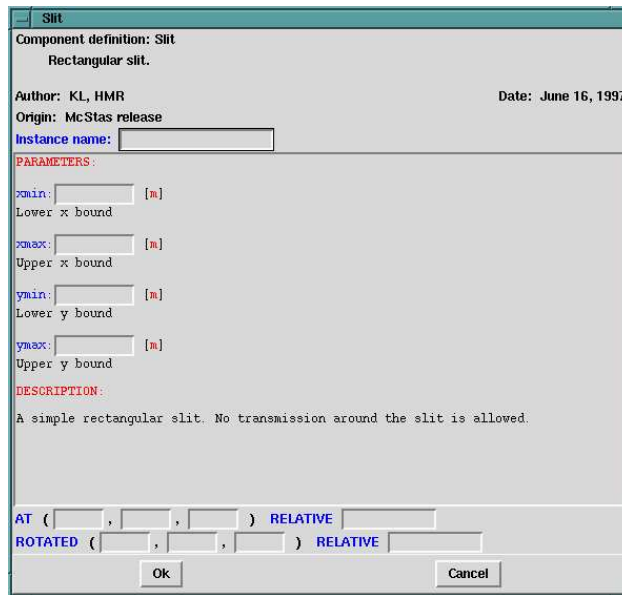 Slit
Component definition: Slit
Rectangular slit.
Author: KL, HMR Date: June 16, 1997
Origin: McStas release
Instance name:
PARAMETERS:
xmin: [m]
Lower x bound
xmax: [m]
Upper x bound
ymin: [m]
Lower y bound
ymax: [m]
Upper y bound
DESCRIPTION:
A simple rectangular slit. No transmission around the slit is allowed.
AT ( , , ) RELATIVE
ROTATED ( , , ) RELATIVE
Ok Cancel